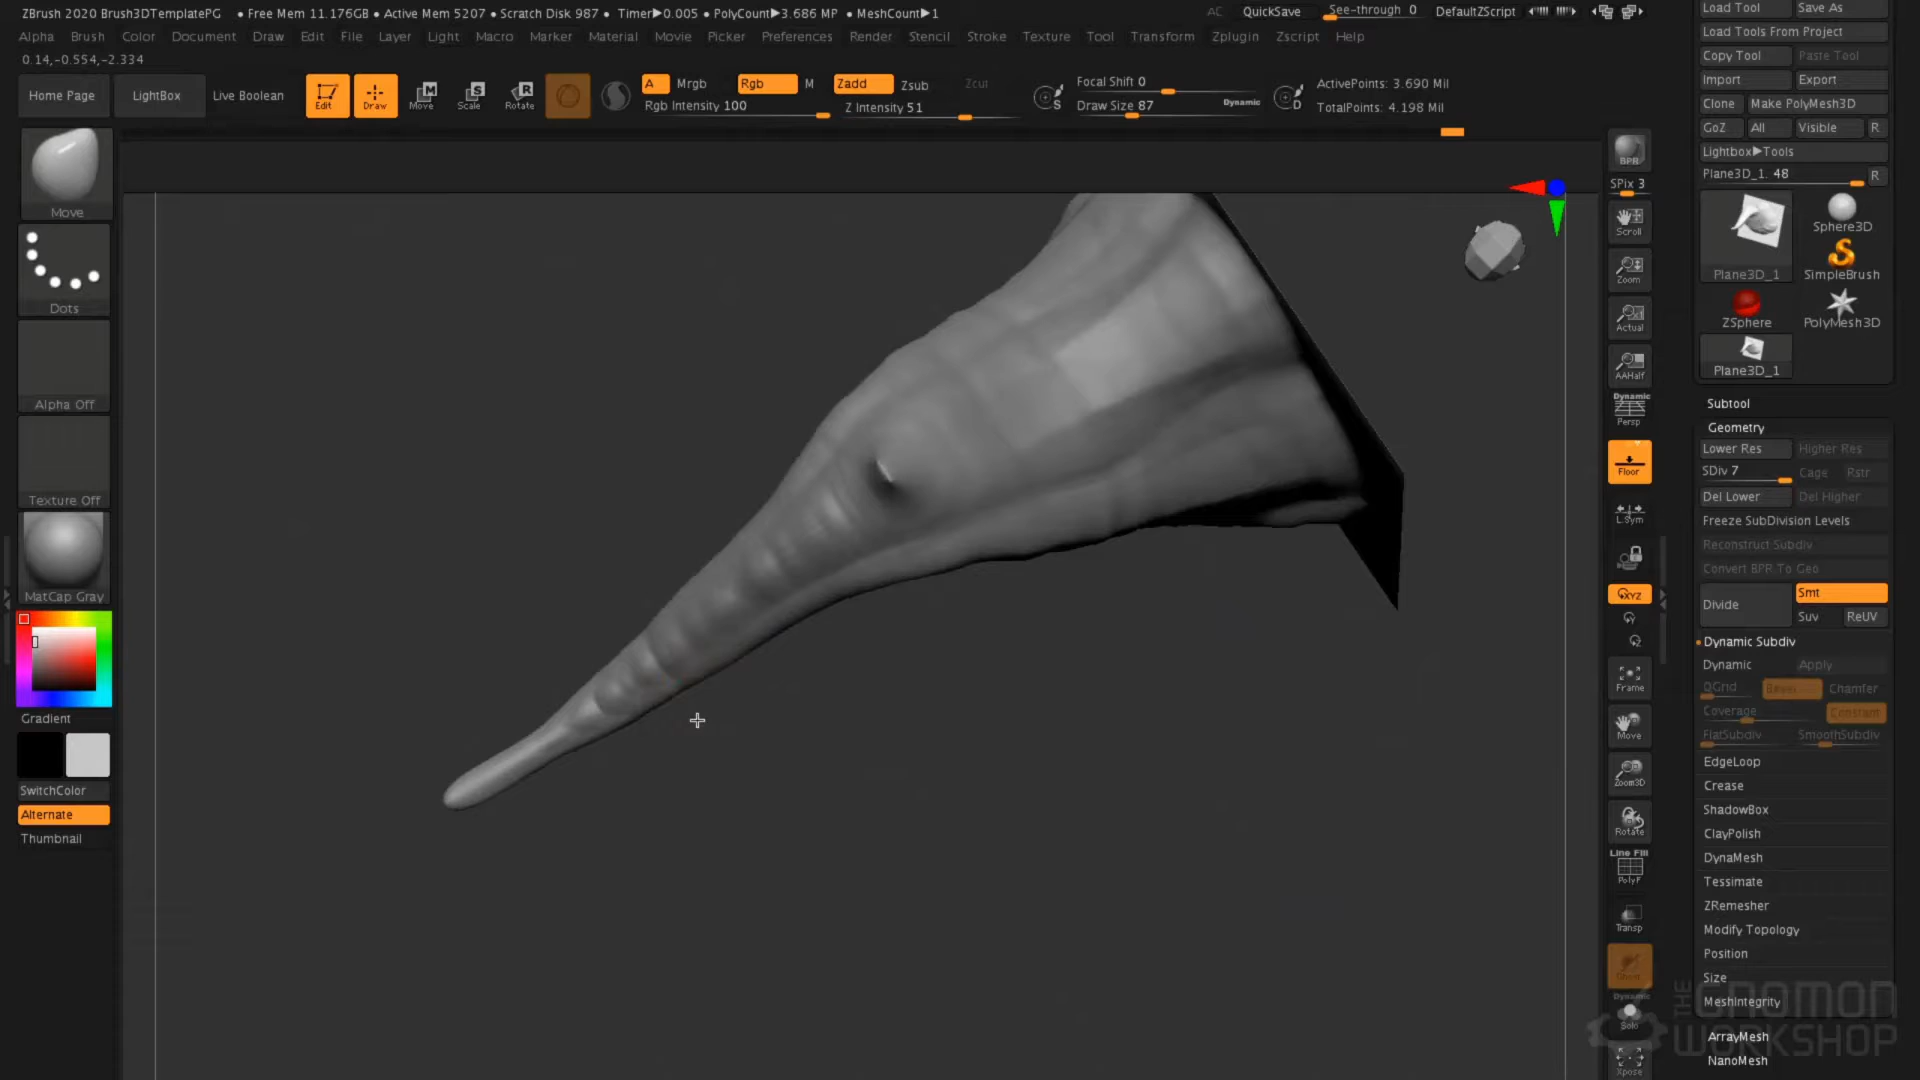 ZBrush 2020 Brush3DTemplatePG • Free Mem 11.176GB • Active Mem 5207 • Scratch Disk 987 • Timer▶0.005 • PolyCount▶3.686 MP • MeshCount▶1
AC QuickSave See-through 0 DefaultZScript
Alpha Brush Color Document Draw Edit File Layer Light Macro Marker Material Movie Picker Preferences Render Stencil Stroke Texture Tool Transform Zplugin Zscript Help
0.14,-0.554,-2.334
Home Page LightBox Live Boolean
Edit Draw Move Scale Rotate
A Mrgb Rgb M Zadd Zsub Zcut
Rgb Intensity 100 Z Intensity 51
Focal Shift 0
Draw Size 87 Dynamic
S D
ActivePoints: 3.690 Mil
TotalPoints: 4.198 Mil
Move
Dots
Alpha Off
Texture Off
MatCap Gray
Gradient
SwitchColor
Alternate
Thumbnail
BPR
SPix 3
Scroll
Zoom
Actual
AAHalf
Dynamic
Persp
Floor
L.Sym
XYZ
Frame
Move
Zoom3D
Rotate
Line Fill
PolyF
Transp
Ghost
Dynamic
Solo
Xpose
Load Tool Save As
Load Tools From Project
Copy Tool Paste Tool
Import Export
Clone Make PolyMesh3D
GoZ All Visible R
Lightbox▶Tools
Plane3D_1. 48 R
Plane3D_1 Sphere3D
SimpleBrush
ZSphere PolyMesh3D
Plane3D_1
Subtool
Geometry
Lower Res Higher Res
SDiv 7 Cage Rstr
Del Lower Del Higher
Freeze SubDivision Levels
Reconstruct Subdiv
Convert BPR To Geo
Divide Smt
Suv ReUV
Dynamic Subdiv
Dynamic Apply
QGrid Bevel Chamfer
Coverage Constant
FlatSubdiv SmoothSubdiv
EdgeLoop
Crease
ShadowBox
ClayPolish
DynaMesh
Tessimate
ZRemesher
Modify Topology
Position
Size
MeshIntegrity
ArrayMesh
NanoMesh
THE GNOMON WORKSHOP